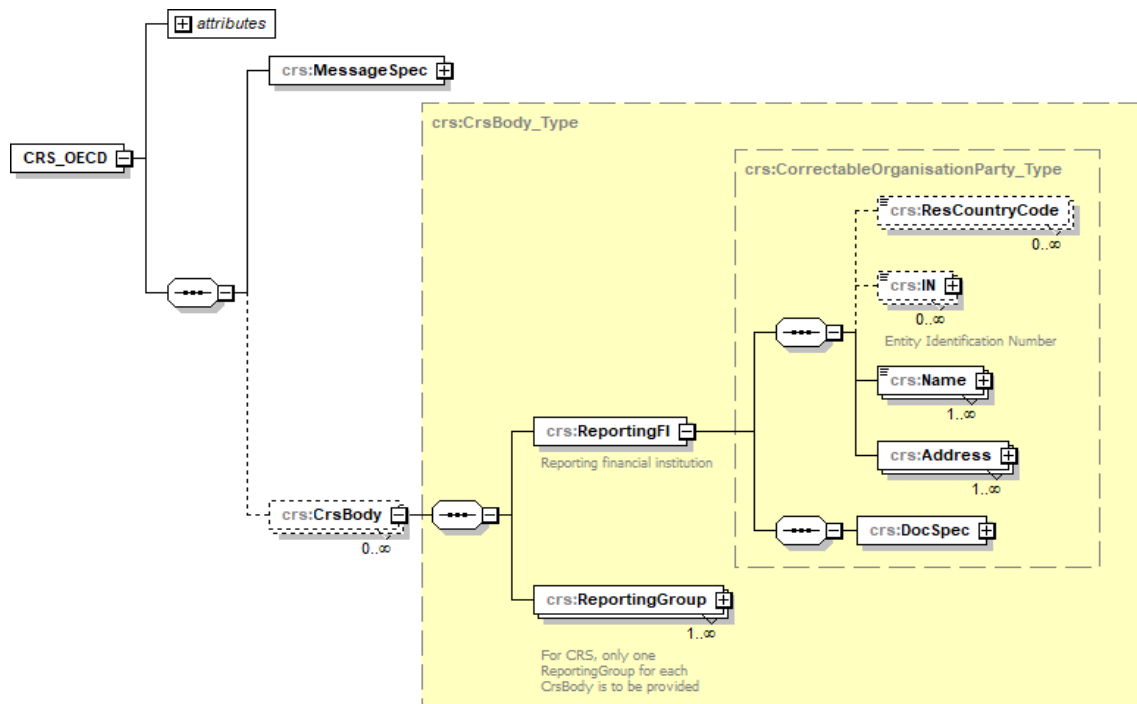 attributes
crs:MessageSpec
crs:CrsBody_Type
CRS_OECD
crs:CorrectableOrganisationParty_Type
crs:ResCountryCode
0..∞
crs:IN
0..∞
Entity Identification Number
crs:Name
1..∞
crs:ReportingFI
Reporting financial institution
crs:Address
1..∞
crs:CrsBody
0..∞
crs:DocSpec
crs:ReportingGroup
1..∞
For CRS, only one
ReportingGroup for each
CrsBody is to be provided